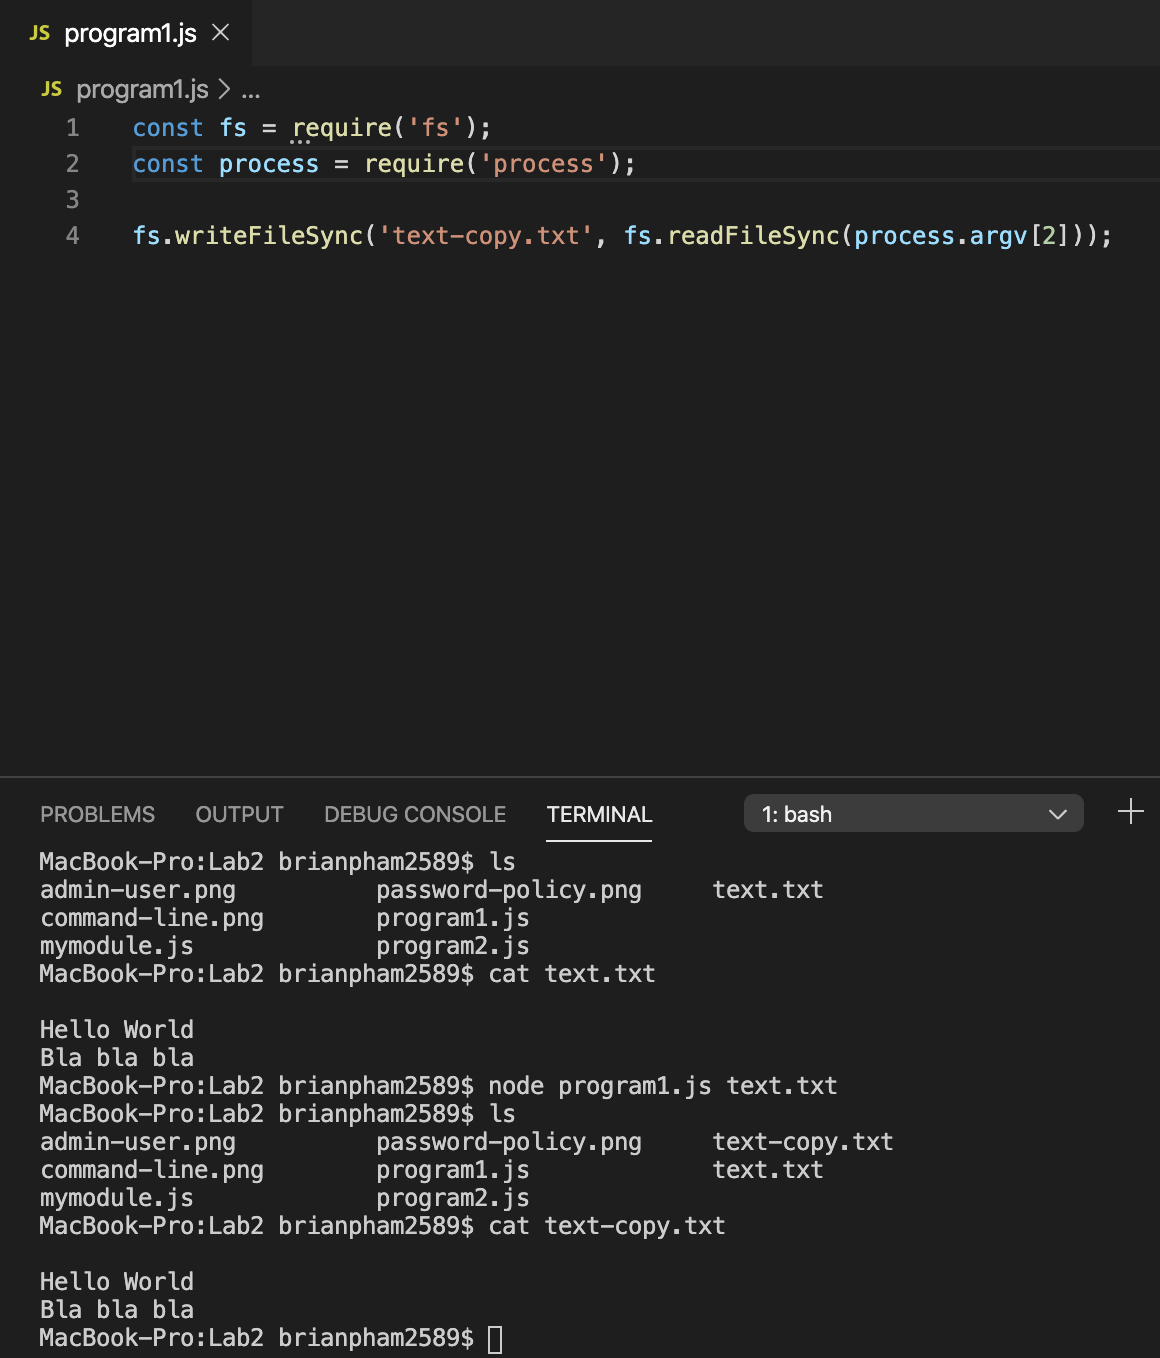 JS program1.js ×
JS program1.js > ...
1 const fs = require('fs');
2 const process = require('process');
3
4 fs.writeFileSync('text-copy.txt', fs.readFileSync(process.argv[2]));
PROBLEMS OUTPUT DEBUG CONSOLE TERMINAL 1: bash
MacBook-Pro:Lab2 brianpham2589$ ls
admin-user.png password-policy.png text.txt
command-line.png program1.js
mymodule.js program2.js
MacBook-Pro:Lab2 brianpham2589$ cat text.txt
Hello World
Bla bla bla
MacBook-Pro:Lab2 brianpham2589$ node program1.js text.txt
MacBook-Pro:Lab2 brianpham2589$ ls
admin-user.png password-policy.png text-copy.txt
command-line.png program1.js text.txt
mymodule.js program2.js
MacBook-Pro:Lab2 brianpham2589$ cat text-copy.txt
Hello World
Bla bla bla
MacBook-Pro:Lab2 brianpham2589$